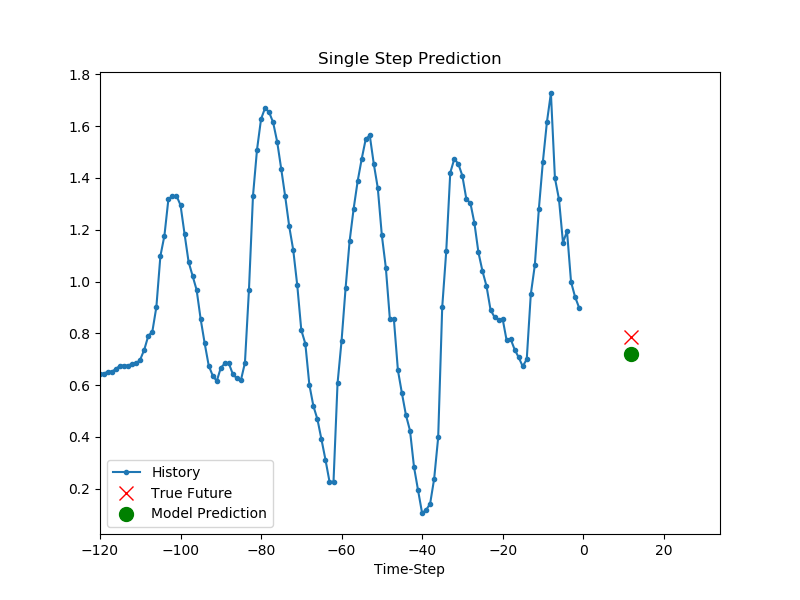 Single Step Prediction
1.8
1.6
1.4
1.2
1.0
0.8
0.6
0.4
0.2
History
True Future
Model Prediction
−120 −100 −80 −60 −40 −20 0 20
Time-Step